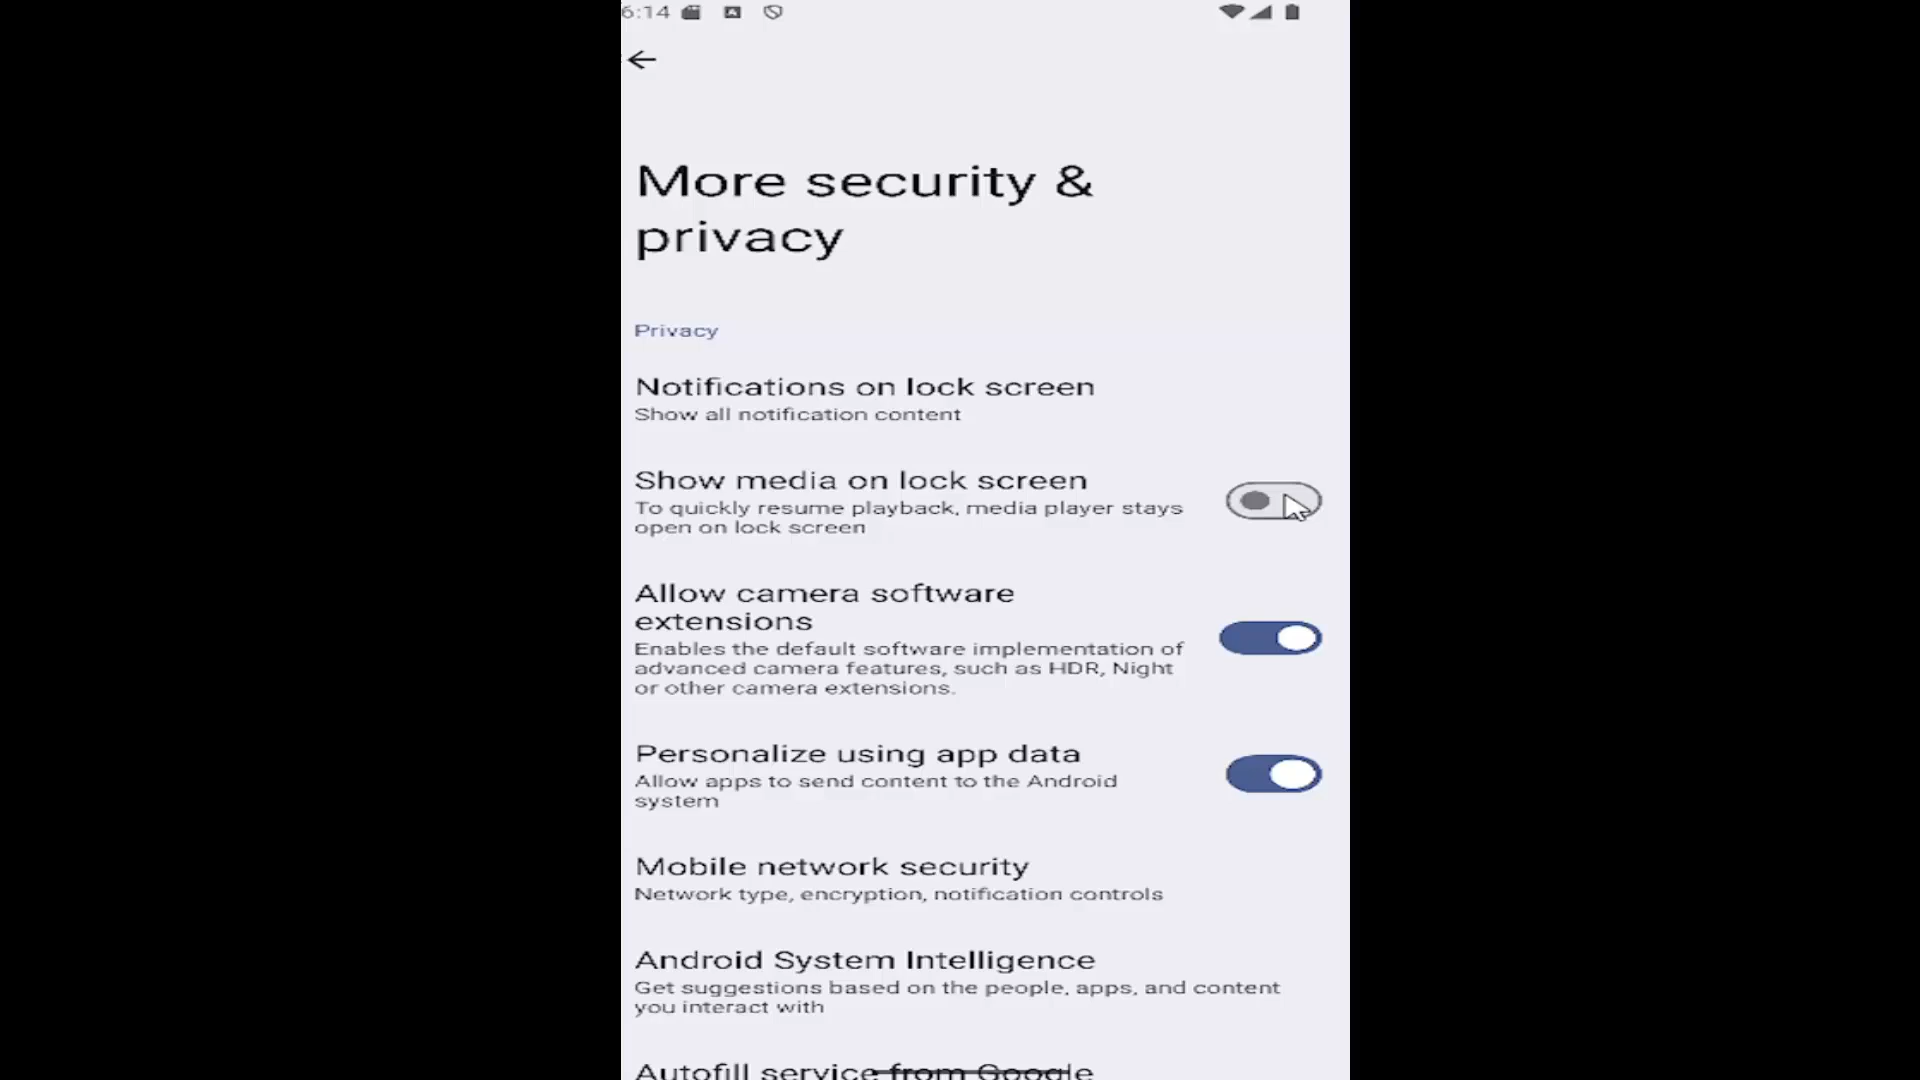 6:14
More security &
privacy
Privacy
Notifications on lock screen
Show all notification content
Show media on lock screen
To quickly resume playback, media player stays
open on lock screen
Allow camera software
extensions
Enables the default software implementation of
advanced camera features, such as HDR, Night
or other camera extensions.
Personalize using app data
Allow apps to send content to the Android
system
Mobile network security
Network type, encryption, notification controls
Android System Intelligence
Get suggestions based on the people, apps, and content
you interact with
Autofill service from Google